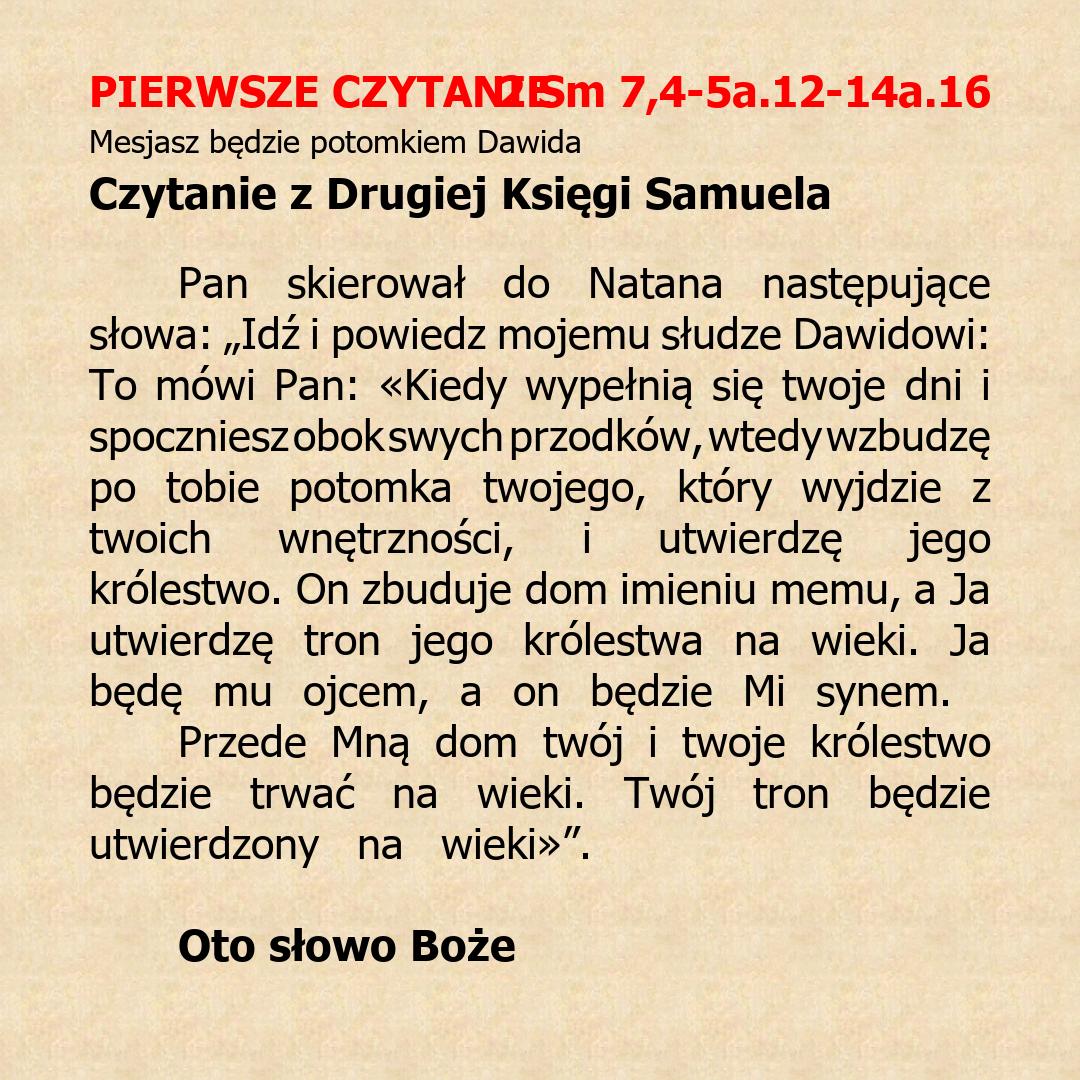 PIERWSZE CZYTANIE 2 Sm 7,4-5a.12-14a.16
Mesjasz będzie potomkiem Dawida
Czytanie z Drugiej Księgi Samuela
Pan skierował do Natana następujące
słowa: „Idź i powiedz mojemu słudze Dawidowi:
To mówi Pan: «Kiedy wypełnią się twoje dni i
spoczniesz obok swych przodków, wtedy wzbudzę
po tobie potomka twojego, który wyjdzie z
twoich wnętrzności, i utwierdzę jego
królestwo. On zbuduje dom imieniu memu, a Ja
utwierdzę tron jego królestwa na wieki. Ja
będę mu ojcem, a on będzie Mi synem.
Przede Mną dom twój i twoje królestwo
będzie trwać na wieki. Twój tron będzie
utwierdzony na wieki»”.
Oto słowo Boże